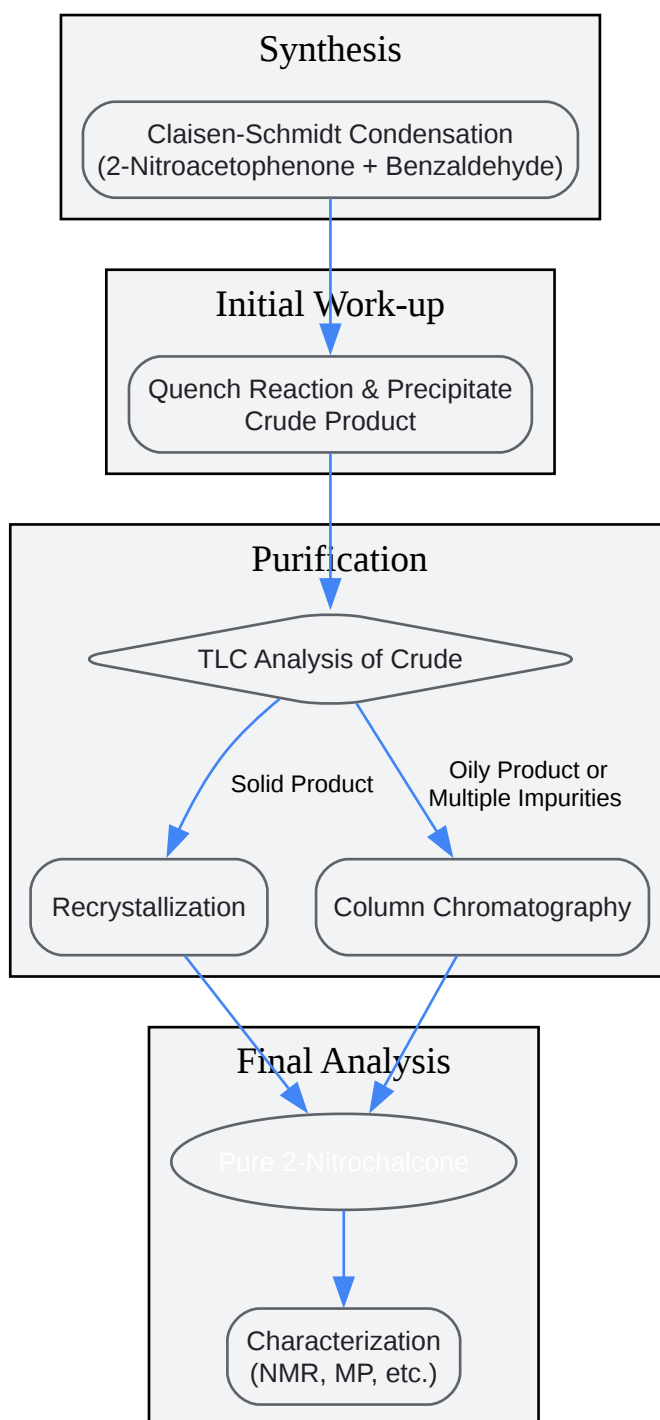 Synthesis
Claisen-Schmidt Condensation
(2-Nitroacetophenone + Benzaldehyde)
Initial Work-up
Quench Reaction & Precipitate
Crude Product
Purification
TLC Analysis of Crude
Solid Product
Oily Product or
Multiple Impurities
Recrystallization
Column Chromatography
Final Analysis
Pure 2-Nitrochalcone
Characterization
(NMR, MP, etc.)